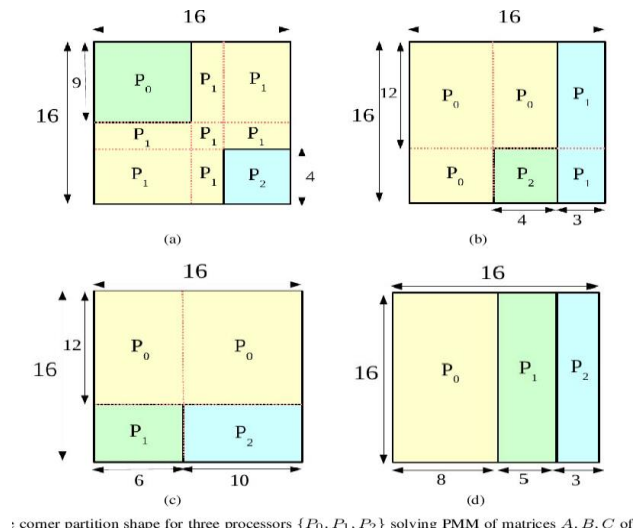 16
16
9
P0
P1
P1
P1
P1
P1
P1
P1
P2
4
(a)
16
16
12
P0
P0
P1
P0
P2
P1
4
3
(b)
16
16
12
P0
P0
P1
P2
6
10
(c)
16
16
P0
P1
P2
8
5
3
(d)
corner partition shape for three processors {P0, P1, P2} solving PMM of matrices A, B, C of